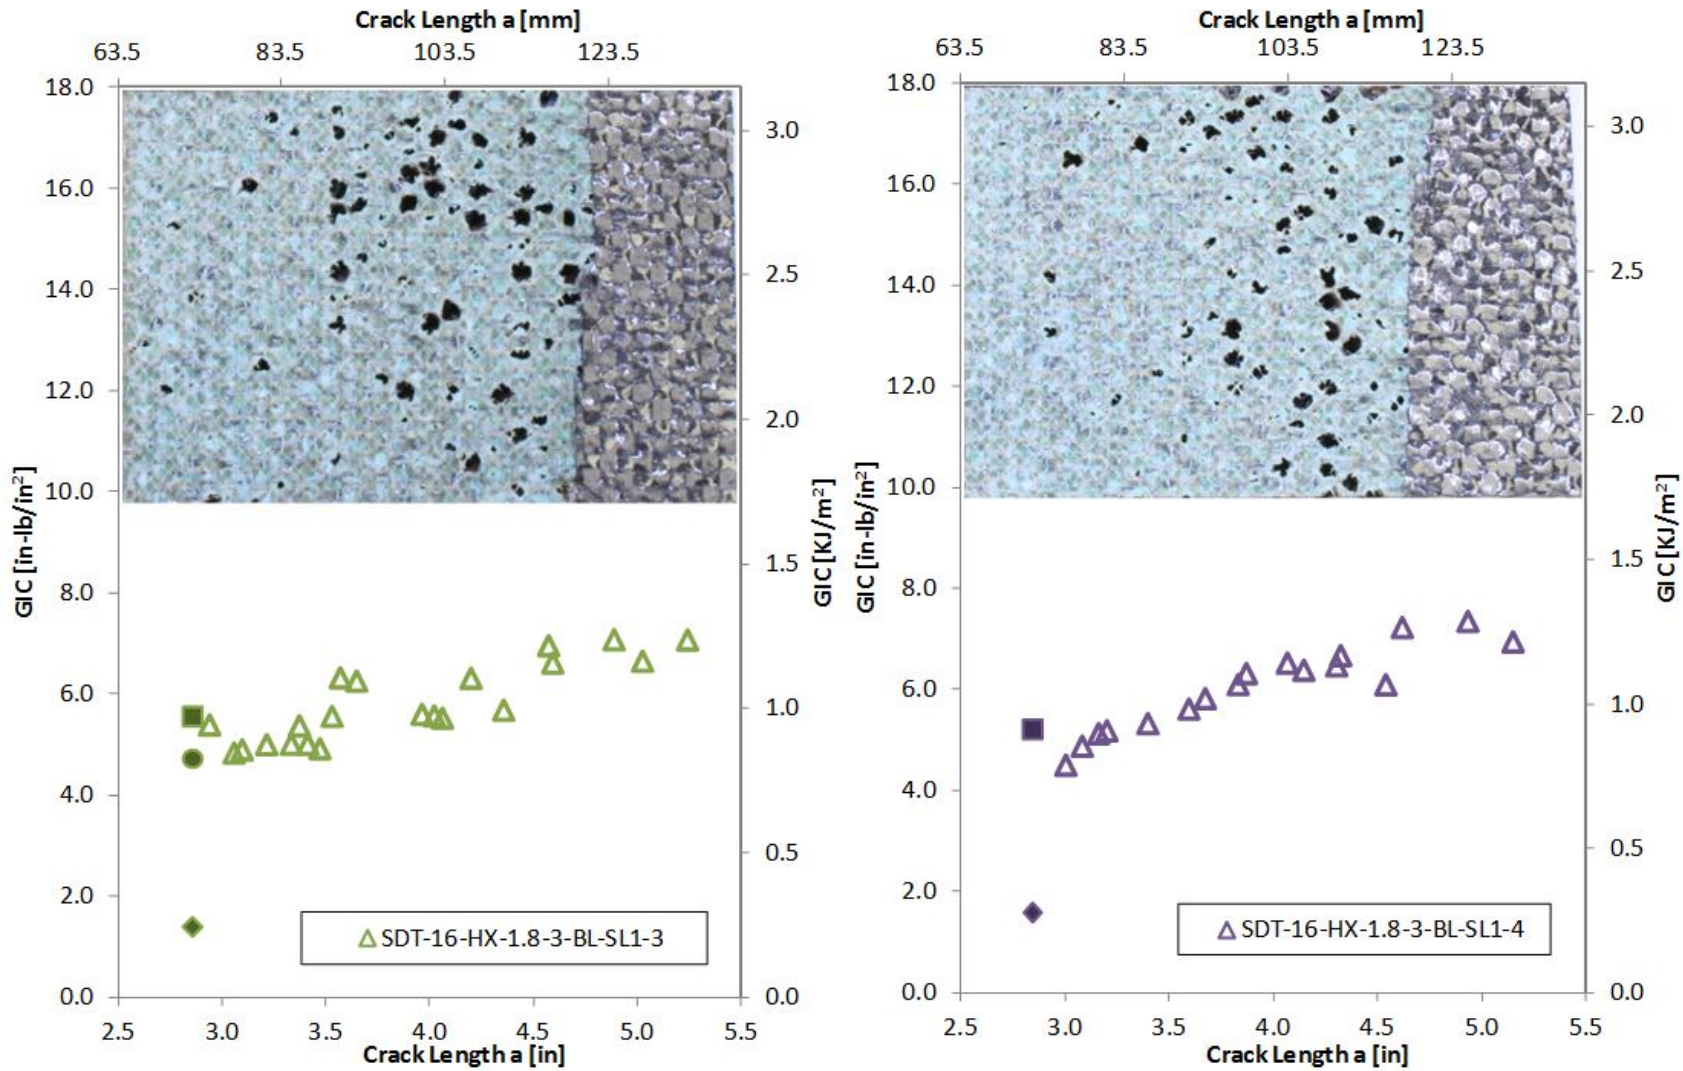 Crack Length a [mm]
63.5 83.5 103.5 123.5
18.0
16.0
14.0
12.0
10.0
8.0
6.0
4.0
2.0
0.0
GIC [in-lb/in²]
3.0
2.5
2.0
1.5
1.0
0.5
0.0
GIC [KJ/m²]
SDT-16-HX-1.8-3-BL-SL1-3
2.5 3.0 3.5 4.0 4.5 5.0 5.5
Crack Length a [in]
Crack Length a [mm]
63.5 83.5 103.5 123.5
18.0
16.0
14.0
12.0
10.0
8.0
6.0
4.0
2.0
0.0
GIC [in-lb/in²]
3.0
2.5
2.0
1.5
1.0
0.5
0.0
GIC [KJ/m²]
SDT-16-HX-1.8-3-BL-SL1-4
2.5 3.0 3.5 4.0 4.5 5.0 5.5
Crack Length a [in]